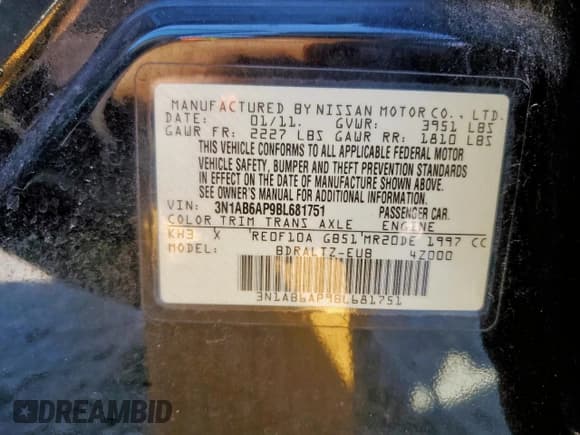 MANUFACTURED BY NISSAN MOTOR CO., LTD.
DATE: 01/11. GVWR: 3951 LBS
GAWR FR: 2227 LBS GAWR RR: 1810 LBS
THIS VEHICLE CONFORMS TO ALL APPLICABLE FEDERAL MOTOR
VEHICLE SAFETY, BUMPER AND THEFT PREVENTION STANDARDS
IN EFFECT ON THE DATE OF MANUFACTURE SHOWN ABOVE.
SEE OWNER'S MANUAL FOR ADDITIONAL INFORMATION.
VIN: 3N1AB6AP9BL681751 PASSENGER CAR.
COLOR TRIM TRANS AXLE ENGINE
KH3 X RE0F10A GB51 MR20DE 1997 CC
MODEL: BDRALTZ-EUB 4Z000
3N1AB6AP9BL681751
DREAMBID